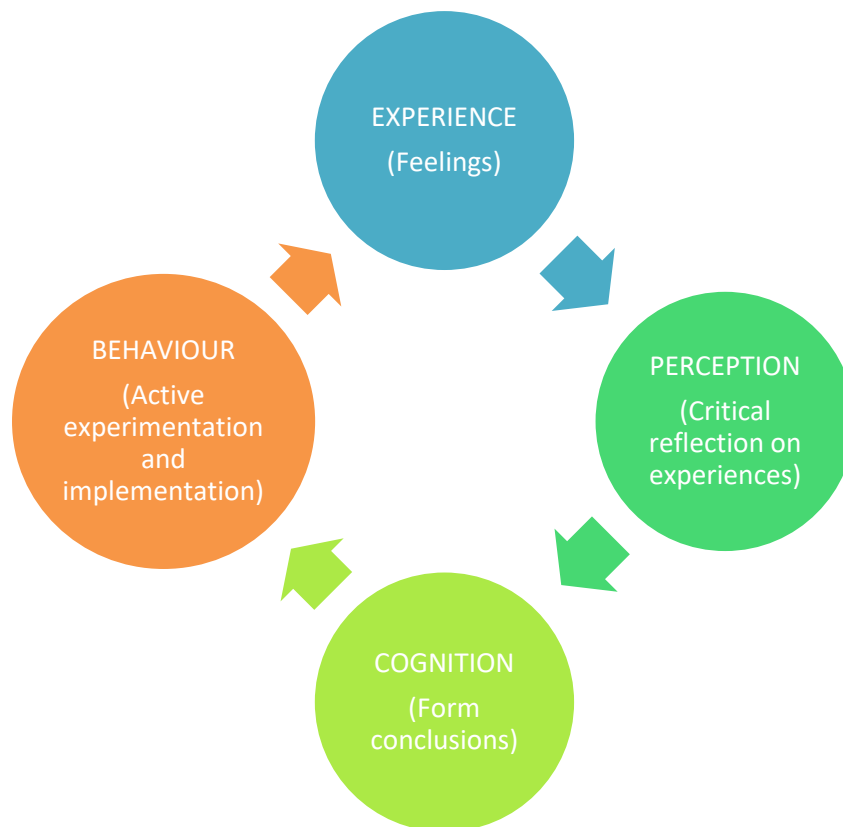 EXPERIENCE
(Feelings)
PERCEPTION
(Critical
reflection on
experiences)
COGNITION
(Form
conclusions)
BEHAVIOUR
(Active
experimentation
and
implementation)